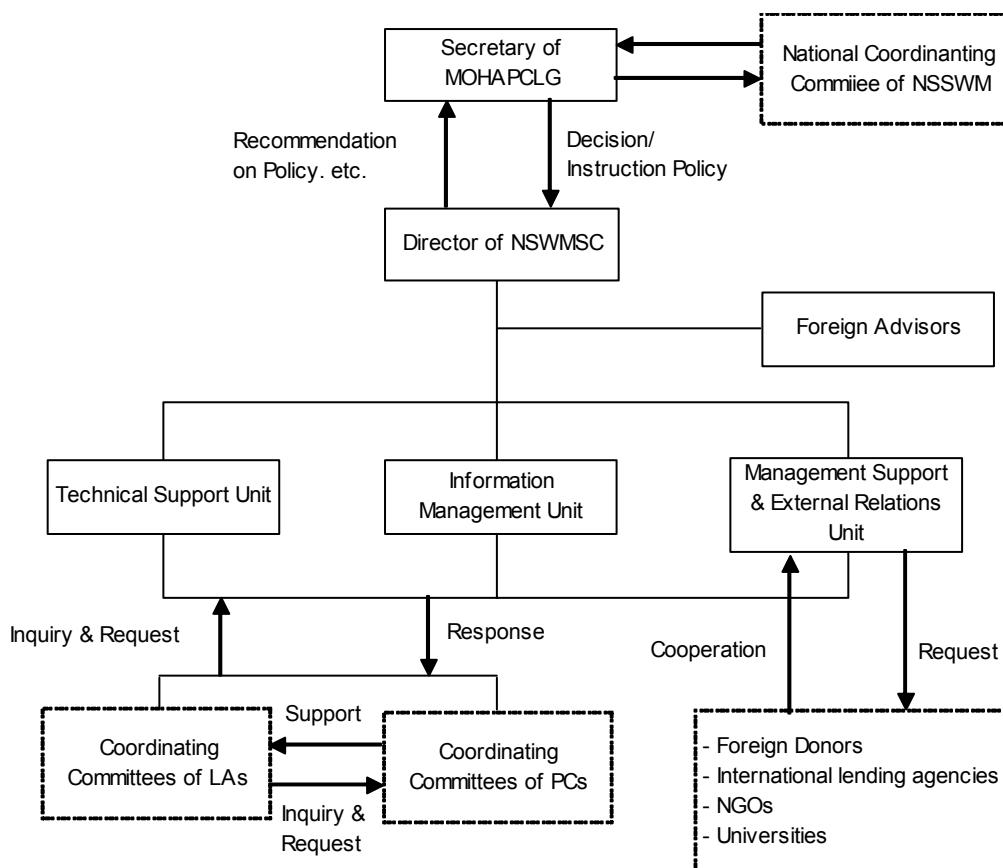 Secretary of
MOHAPCLG
National Coordinanting
Commiiee of NSSWM
Recommendation
on Policy. etc.
Decision/
Instruction Policy
Director of NSWMSC
Foreign Advisors
Technical Support Unit
Information
Management Unit
Management Support
& External Relations
Unit
Inquiry & Request
Response
Cooperation
Request
Coordinating
Committees of LAs
Support
Inquiry &
Request
Coordinating
Committees of PCs
- Foreign Donors
- International lending agencies
- NGOs
- Universities